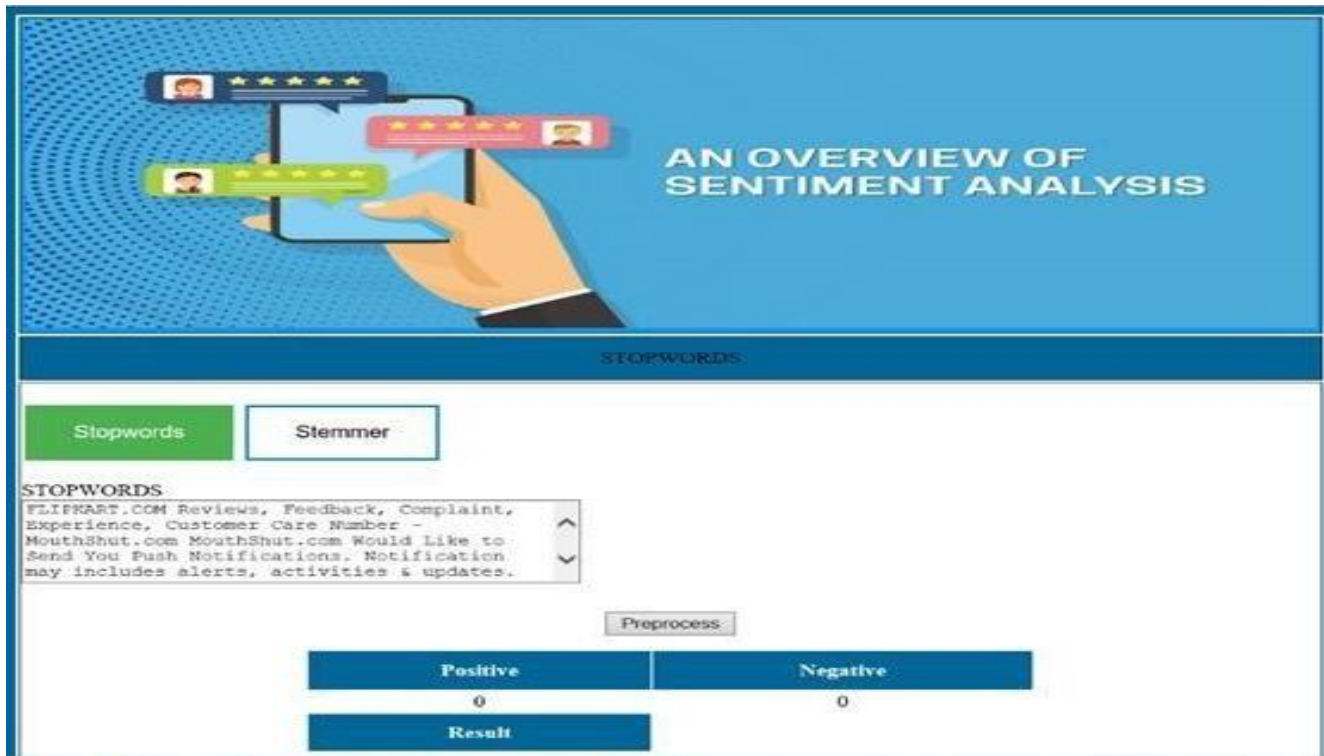 AN OVERVIEW OF
SENTIMENT ANALYSIS
STOPWORDS
Stopwords
Stemmer
STOPWORDS
FLIPKART.COM Reviews, Feedback, Complaint,
Experience, Customer Care Number -
MouthShut.com MouthShut.com Would Like to
Send You Push Notifications. Notification
may includes alerts, activities & updates.
Preprocess
Positive Negative
0 0
Result